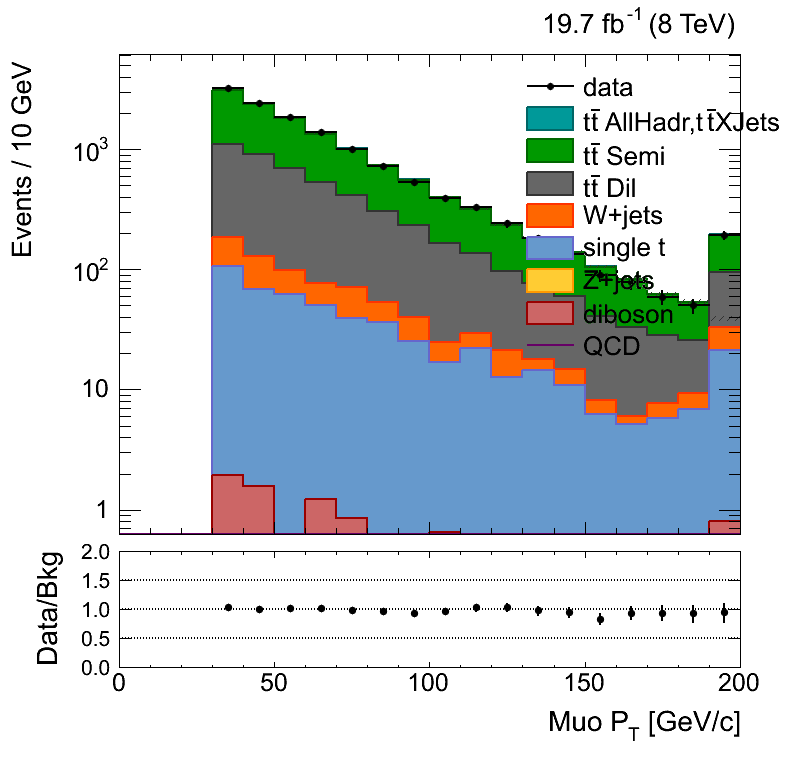 19.7 fb⁻¹ (8 TeV)
Events / 10 GeV
10³
10²
10
1
data
tt̄ AllHadr,tt̄XJets
tt̄ Semi
tt̄ Dil
W+jets
single t
Z+jets
diboson
QCD
Data/Bkg
2.0
1.5
1.0
0.5
0.0
0 50 100 150 200
Muo P_T [GeV/c]